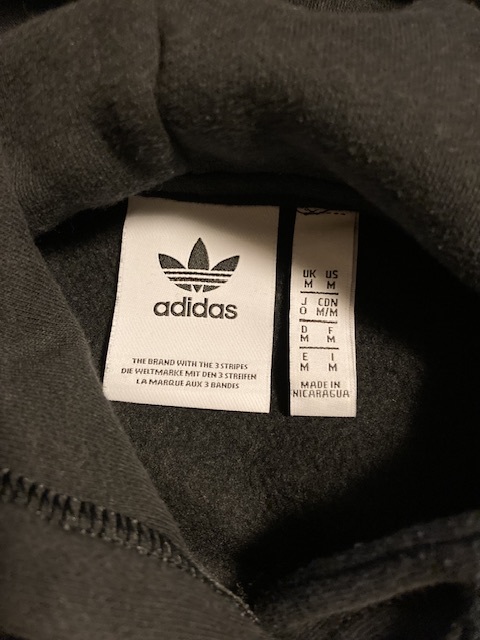 adidas
THE BRAND WITH THE 3 STRIPES
DIE WELTMARKE MIT DEN 3 STREIFEN
LA MARQUE AUX 3 BANDES
UK US
M M
J CDN
O M/M
D F
M M
E I
M M
MADE IN
NICARAGUA